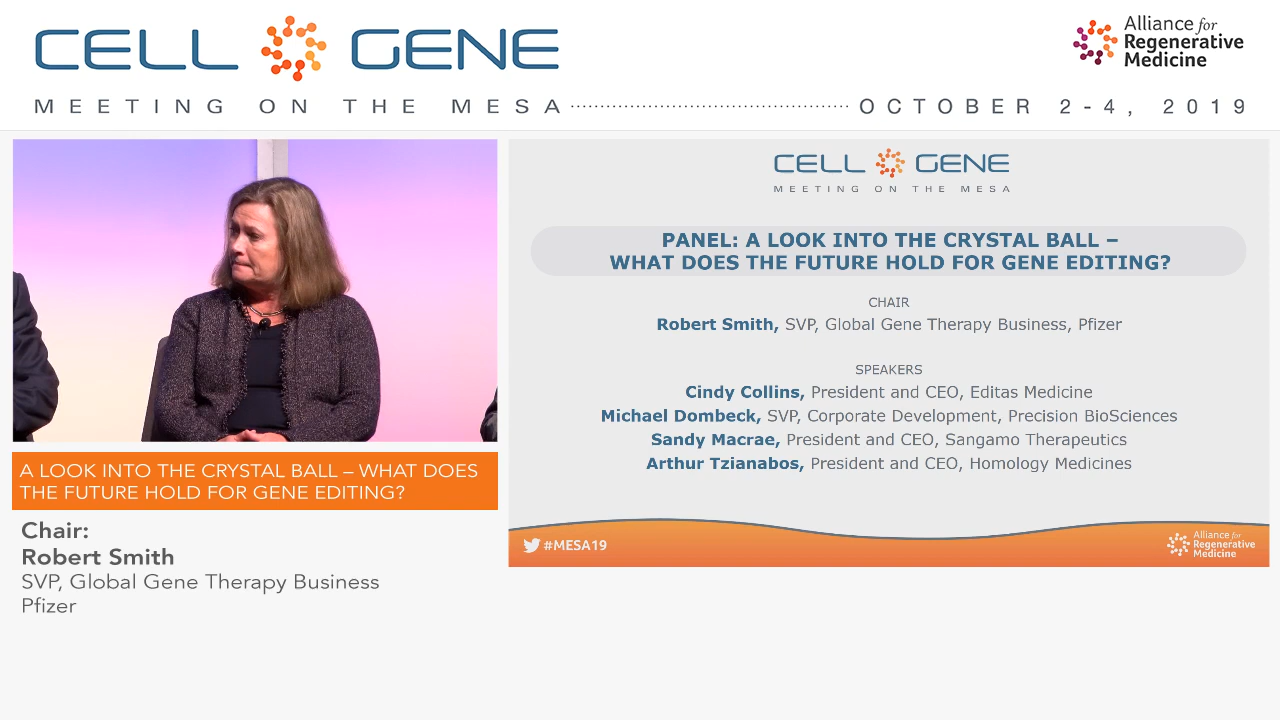 CELL GENE
MEETING ON THE MESA
OCTOBER 2-4, 2019
Alliance for
Regenerative
Medicine
CELL GENE
MEETING ON THE MESA
PANEL: A LOOK INTO THE CRYSTAL BALL –
WHAT DOES THE FUTURE HOLD FOR GENE EDITING?
CHAIR
Robert Smith, SVP, Global Gene Therapy Business, Pfizer
SPEAKERS
Cindy Collins, President and CEO, Editas Medicine
Michael Dombeck, SVP, Corporate Development, Precision BioSciences
Sandy Macrae, President and CEO, Sangamo Therapeutics
Arthur Tzianabos, President and CEO, Homology Medicines
#MESA19
Alliance for
Regenerative
Medicine
A LOOK INTO THE CRYSTAL BALL – WHAT DOES
THE FUTURE HOLD FOR GENE EDITING?
Chair:
Robert Smith
SVP, Global Gene Therapy Business
Pfizer